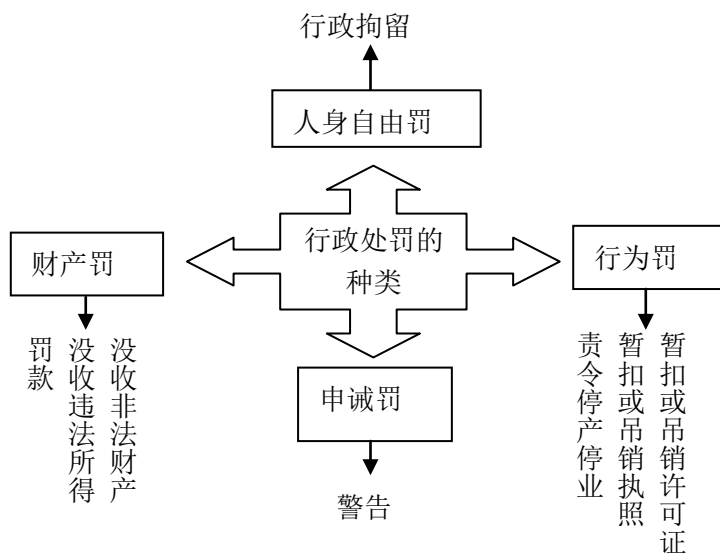 行政拘留
人身自由罚
行政处罚的
种类
财产罚
行为罚
申诫罚
罚款
没收违法所得
没收非法财产
责令停产停业
暂扣或吊销执照
暂扣或吊销许可证
警告